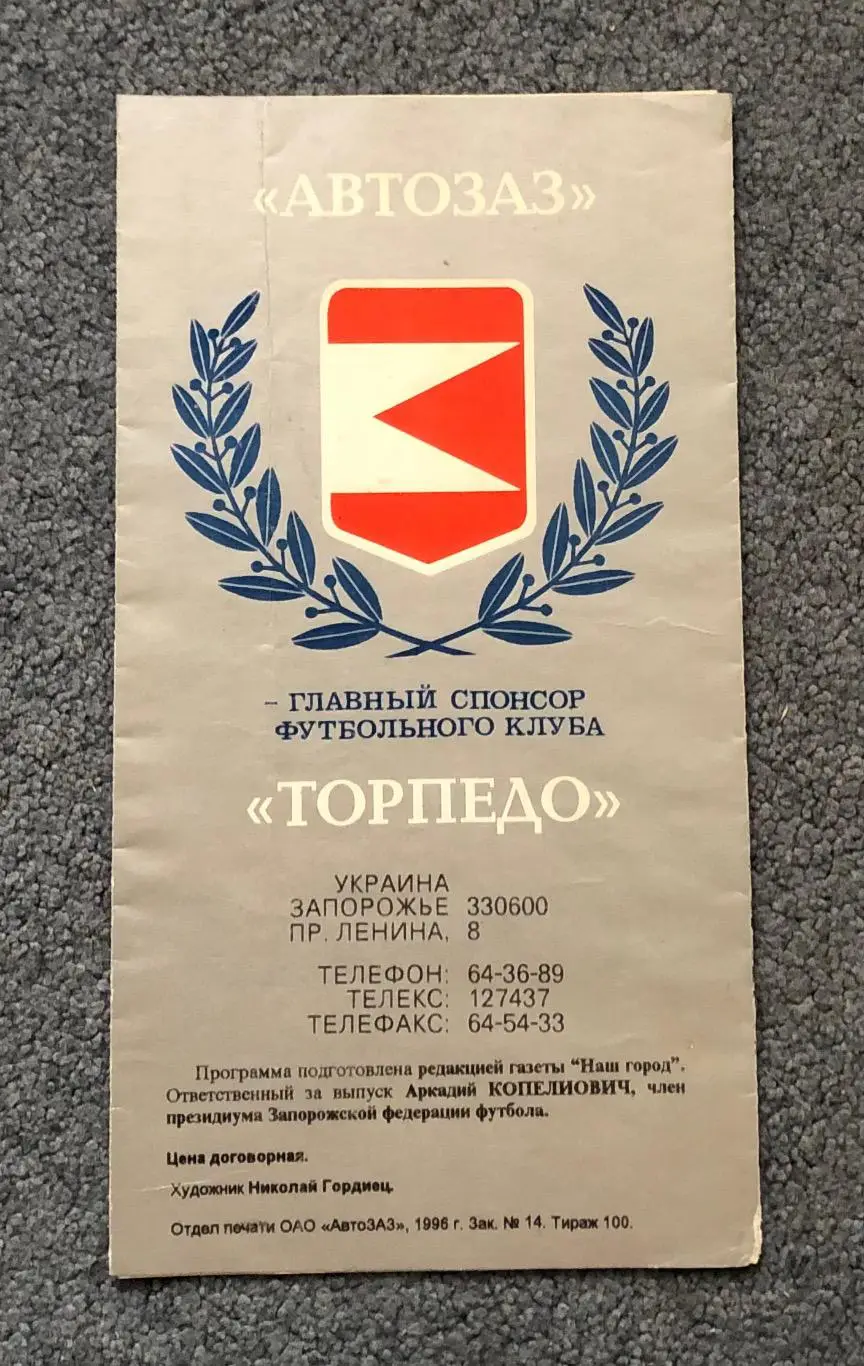 «АВТОЗАЗ»
- ГЛАВНЫЙ СПОНСОР
ФУТБОЛЬНОГО КЛУБА
«ТОРПЕДО»
УКРАИНА
ЗАПОРОЖЬЕ 330600
ПР. ЛЕНИНА, 8
ТЕЛЕФОН: 64-36-89
ТЕЛЕКС: 127437
ТЕЛЕФАКС: 64-54-33
Программа подготовлена редакцией газеты "Наш город".
Ответственный за выпуск Аркадий КОПЕЛИОВИЧ, член
президиума Запорожской федерации футбола.
Цена договорная.
Художник Николай Гордиец.
Отдел печати ОАО «АвтоЗАЗ», 1996 г. Зак. № 14. Тираж 100.